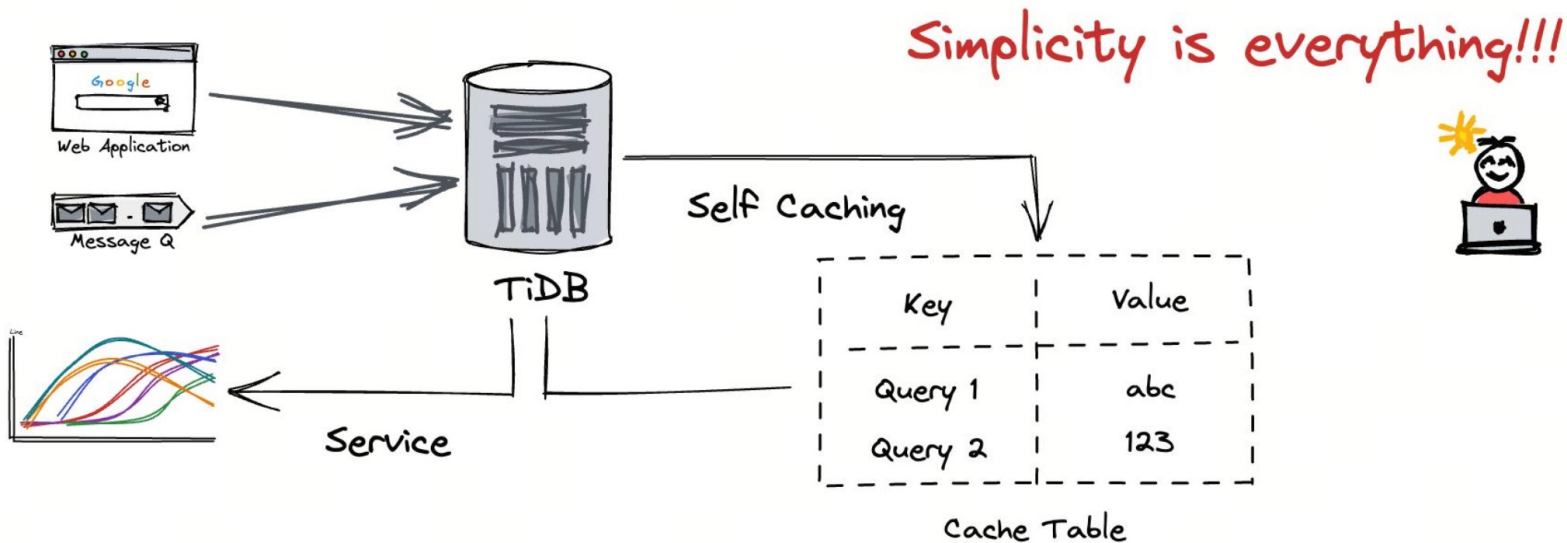 Simplicity is everything!!!
Google
Web Application
Message Q
TiDB
Self Caching
Key Value
Query 1 abc
Query 2 123
Cache Table
Line
Service